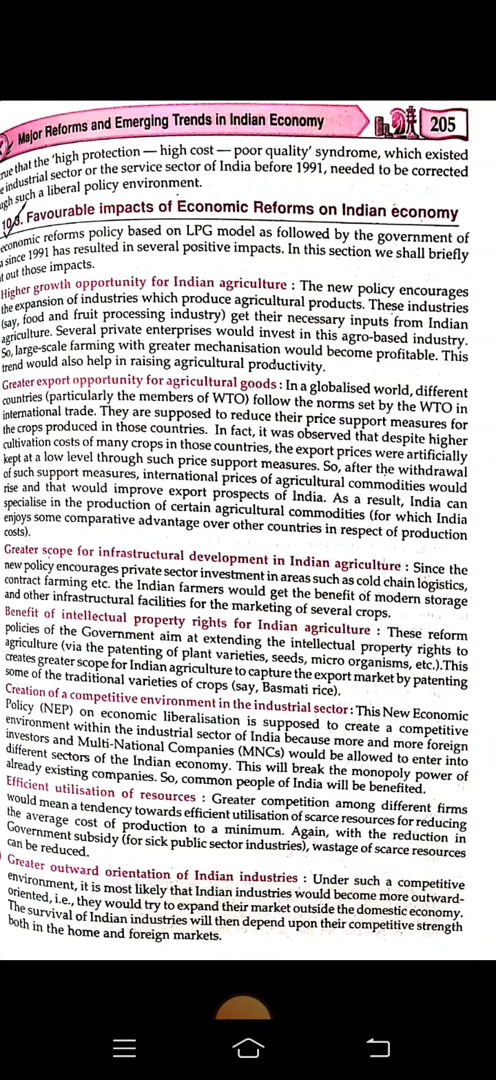 Major Reforms and Emerging Trends in Indian Economy 205
that the 'high protection — high cost — poor quality' syndrome, which existed
industrial sector or the service sector of India before 1991, needed to be corrected
such a liberal policy environment.
Favourable impacts of Economic Reforms on Indian economy
economic reforms policy based on LPG model as followed by the government of
since 1991 has resulted in several positive impacts. In this section we shall briefly
out those impacts.
Higher growth opportunity for Indian agriculture : The new policy encourages
the expansion of industries which produce agricultural products. These industries
(say, food and fruit processing industry) get their necessary inputs from Indian
agriculture. Several private enterprises would invest in this agro-based industry.
So, large-scale farming with greater mechanisation would become profitable. This
trend would also help in raising agricultural productivity.
Greater export opportunity for agricultural goods : In a globalised world, different
countries (particularly the members of WTO) follow the norms set by the WTO in
international trade. They are supposed to reduce their price support measures for
the crops produced in those countries. In fact, it was observed that despite higher
cultivation costs of many crops in those countries, the export prices were artificially
kept at a low level through such price support measures. So, after the withdrawal
of such support measures, international prices of agricultural commodities would
rise and that would improve export prospects of India. As a result, India can
specialise in the production of certain agricultural commodities (for which India
enjoys some comparative advantage over other countries in respect of production
costs).
Greater scope for infrastructural development in Indian agriculture : Since the
new policy encourages private sector investment in areas such as cold chain logistics,
contract farming etc. the Indian farmers would get the benefit of modern storage
and other infrastructural facilities for the marketing of several crops.
Benefit of intellectual property rights for Indian agriculture : These reform
policies of the Government aim at extending the intellectual property rights to
agriculture (via the patenting of plant varieties, seeds, micro organisms, etc.).This
creates greater scope for Indian agriculture to capture the export market by patenting
some of the traditional varieties of crops (say, Basmati rice).
Creation of a competitive environment in the industrial sector : This New Economic
Policy (NEP) on economic liberalisation is supposed to create a competitive
environment within the industrial sector of India because more and more foreign
investors and Multi-National Companies (MNCs) would be allowed to enter into
different sectors of the Indian economy. This will break the monopoly power of
already existing companies. So, common people of India will be benefited.
Efficient utilisation of resources : Greater competition among different firms
would mean a tendency towards efficient utilisation of scarce resources for reducing
the average cost of production to a minimum. Again, with the reduction in
Government subsidy (for sick public sector industries), wastage of scarce resources
can be reduced.
Greater outward orientation of Indian industries : Under such a competitive
environment, it is most likely that Indian industries would become more outward-
oriented, i.e., they would try to expand their market outside the domestic economy.
The survival of Indian industries will then depend upon their competitive strength
both in the home and foreign markets.